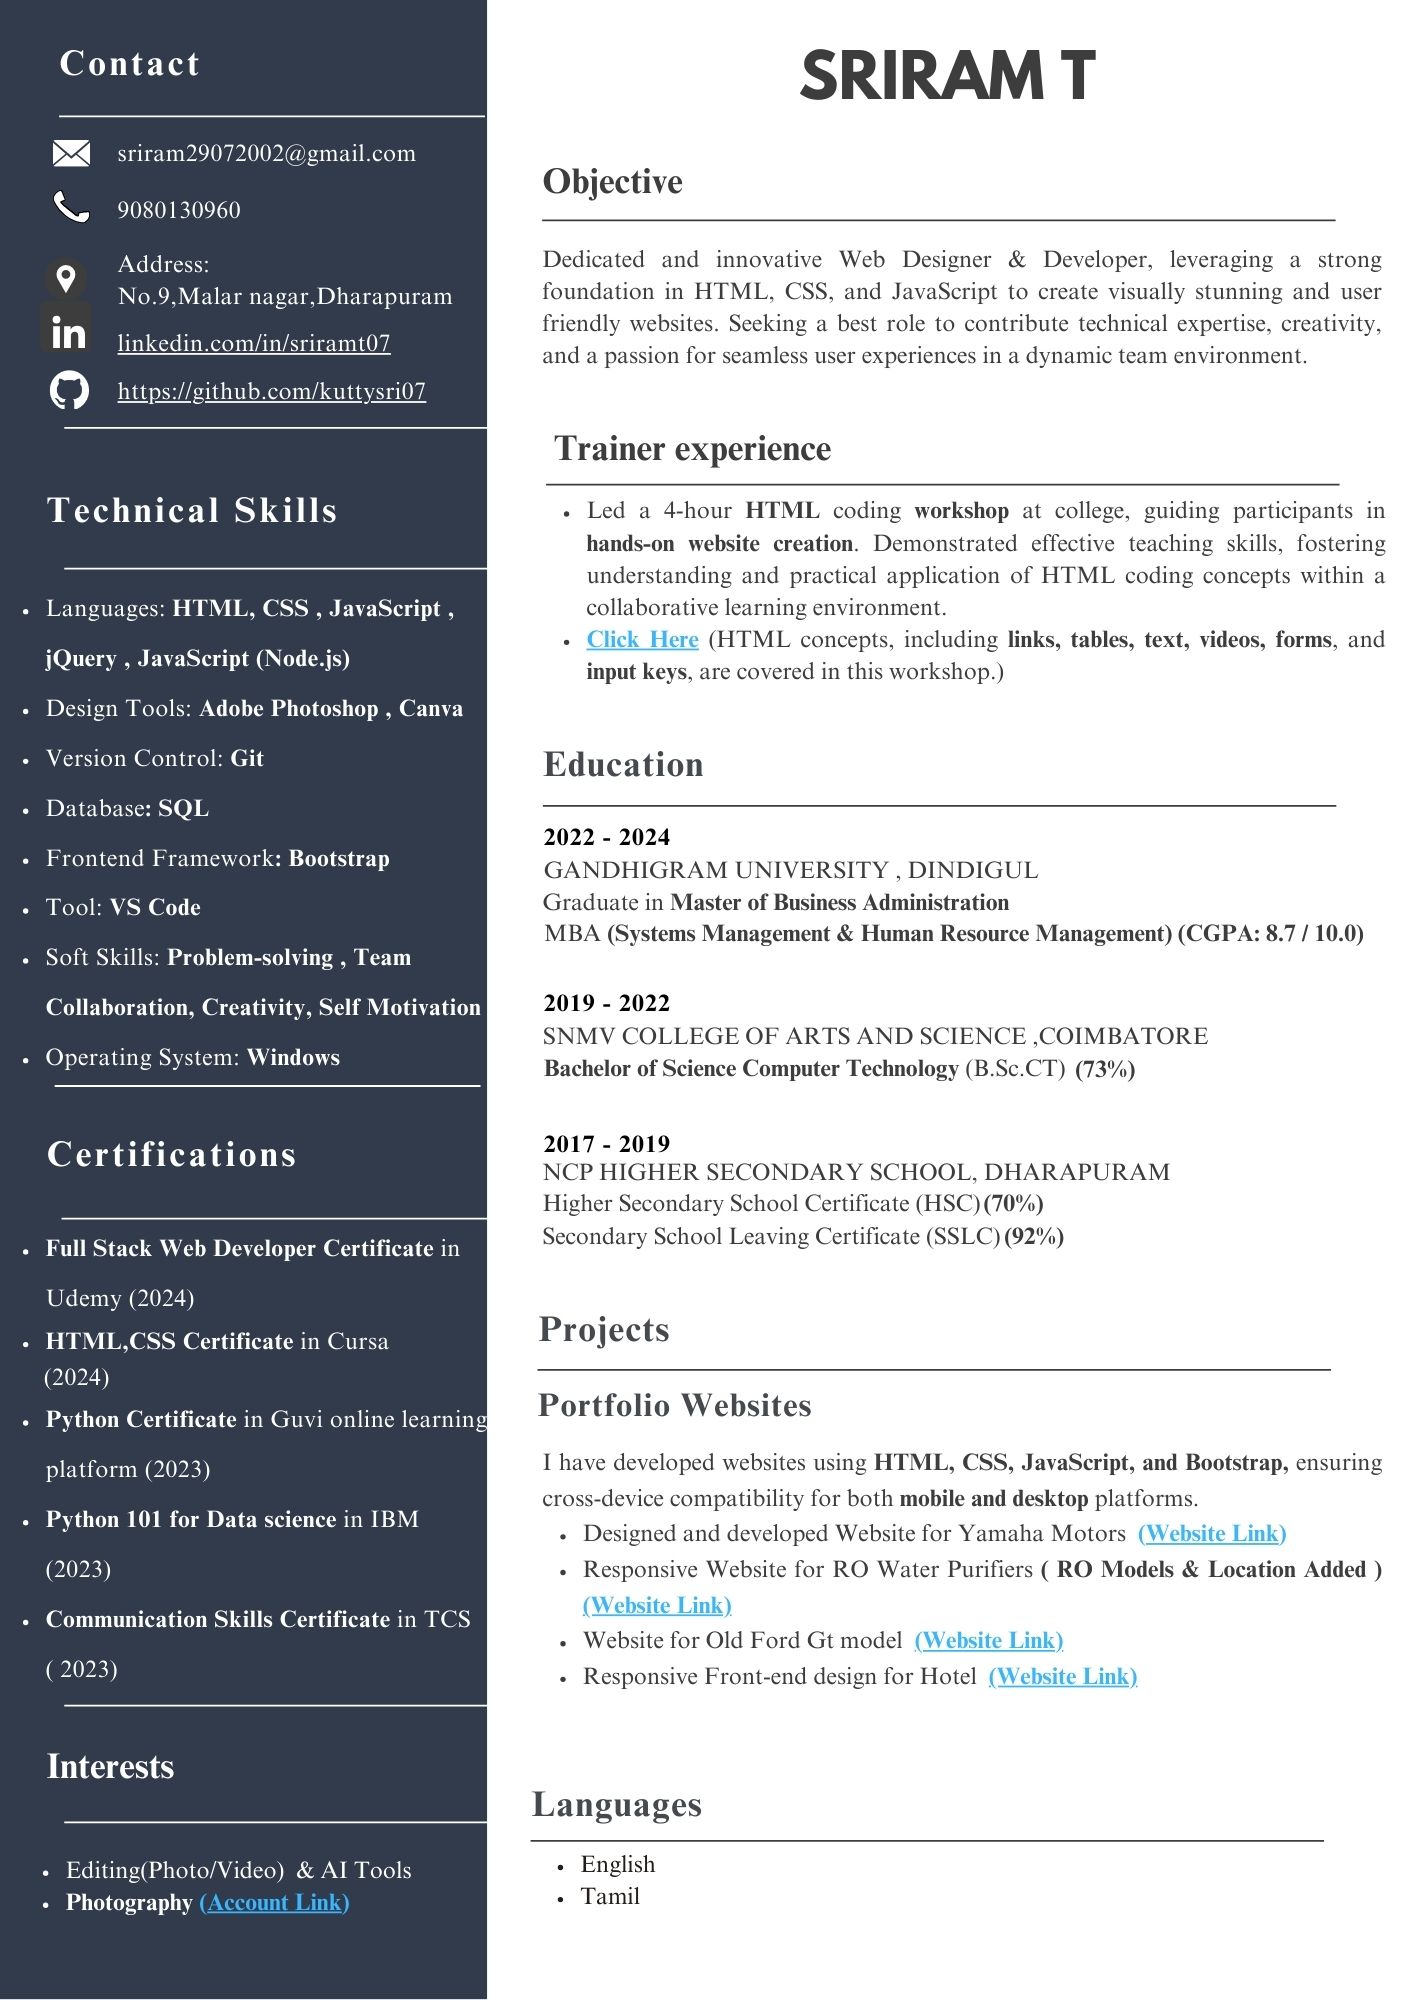 Contact
sriram29072002@gmail.com
9080130960
Address:
No.9,Malar nagar,Dharapuram
in
linkedin.com/in/sriramt07
https://github.com/kuttysri07
Technical Skills
• Languages: HTML, CSS , JavaScript ,
jQuery , JavaScript (Node.js)
• Design Tools: Adobe Photoshop , Canva
• Version Control: Git
• Database: SQL
• Frontend Framework: Bootstrap
• Tool: VS Code
• Soft Skills: Problem-solving , Team
Collaboration, Creativity, Self Motivation
• Operating System: Windows
Certifications
• Full Stack Web Developer Certificate in
Udemy (2024)
• HTML,CSS Certificate in Cursa
(2024)
• Python Certificate in Guvi online learning
platform (2023)
• Python 101 for Data science in IBM
(2023)
• Communication Skills Certificate in TCS
( 2023)
Interests
• Editing(Photo/Video) & AI Tools
• Photography (Account Link)
SRIRAM T
Objective
Dedicated and innovative Web Designer & Developer, leveraging a strong
foundation in HTML, CSS, and JavaScript to create visually stunning and user
friendly websites. Seeking a best role to contribute technical expertise, creativity,
and a passion for seamless user experiences in a dynamic team environment.
Trainer experience
• Led a 4-hour HTML coding workshop at college, guiding participants in
hands-on website creation. Demonstrated effective teaching skills, fostering
understanding and practical application of HTML coding concepts within a
collaborative learning environment.
• Click Here (HTML concepts, including links, tables, text, videos, forms, and
input keys, are covered in this workshop.)
Education
2022 - 2024
GANDHIGRAM UNIVERSITY , DINDIGUL
Graduate in Master of Business Administration
MBA (Systems Management & Human Resource Management) (CGPA: 8.7 / 10.0)
2019 - 2022
SNMV COLLEGE OF ARTS AND SCIENCE ,COIMBATORE
Bachelor of Science Computer Technology (B.Sc.CT) (73%)
2017 - 2019
NCP HIGHER SECONDARY SCHOOL, DHARAPURAM
Higher Secondary School Certificate (HSC) (70%)
Secondary School Leaving Certificate (SSLC) (92%)
Projects
Portfolio Websites
I have developed websites using HTML, CSS, JavaScript, and Bootstrap, ensuring
cross-device compatibility for both mobile and desktop platforms.
• Designed and developed Website for Yamaha Motors (Website Link)
• Responsive Website for RO Water Purifiers ( RO Models & Location Added )
(Website Link)
• Website for Old Ford Gt model (Website Link)
• Responsive Front-end design for Hotel (Website Link)
Languages
• English
• Tamil